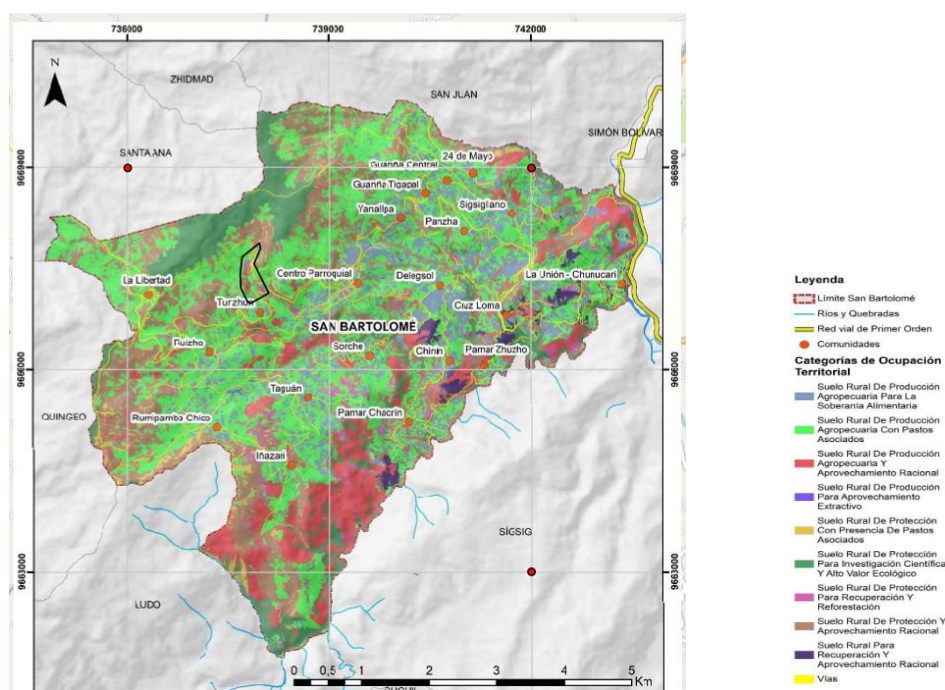 736000 739000 742000
N
ZHIDMAD
SAN JUAN
SIMÓN BOLIVAR
SANTA ANA
9669000 9669000
24 de Mayo
Guañña Central
Guañña Tigapal
Yanallpa
Sigsigllano
Panzha
La Libertad
Centro Parroquial
Delegsol
La Unión - Chunucari
Turzhug
Cruz Loma
SAN BARTOLOMÉ
Ruizho
Sorche
Chinin
Pamar Zhuzho
9666000 9666000
Taguán
QUINGEO
Rumipamba Chico
Pamar Chacrin
Iñazari
SÍGSIG
9663000 9663000
LUDO
0 0,5 1 2 3 4 5
Km
Leyenda
Límite San Bartolomé
Ríos y Quebradas
Red vial de Primer Orden
Comunidades
Categorías de Ocupación
Territorial
Suelo Rural De Producción
Agropecuaria Para La
Soberanía Alimentaria
Suelo Rural De Producción
Agropecuaria Con Pastos
Asociados
Suelo Rural De Producción
Agropecuaria Y
Aprovechamiento Racional
Suelo Rural De Producción
Para Aprovechamiento
Extractivo
Suelo Rural De Protección
Con Presencia De Pastos
Asociados
Suelo Rural De Protección
Para Investigación Científica
Y Alto Valor Ecológico
Suelo Rural De Protección
Para Recuperación Y
Reforestación
Suelo Rural De Protección Y
Aprovechamiento Racional
Suelo Rural Para
Recuperación Y
Aprovechamiento Racional
Vías